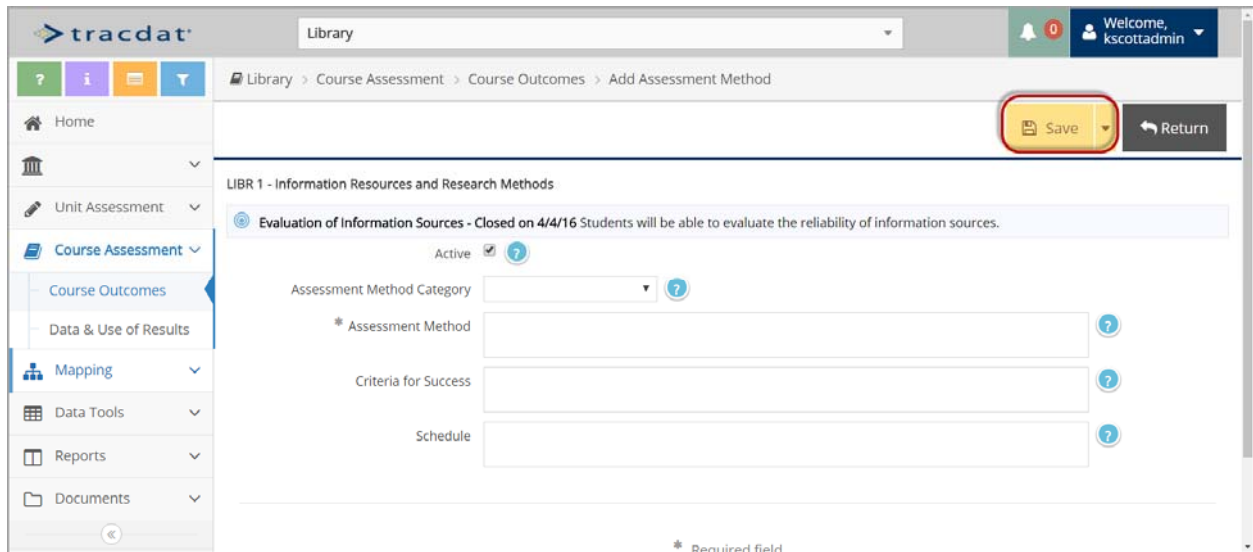 tracdat
Library
0
Welcome,
kscottadmin
? i
Library > Course Assessment > Course Outcomes > Add Assessment Method
Home
Save
Return
Unit Assessment
Course Assessment
Course Outcomes
Data & Use of Results
Mapping
Data Tools
Reports
Documents
LIBR 1 - Information Resources and Research Methods
Evaluation of Information Sources - Closed on 4/4/16 Students will be able to evaluate the reliability of information sources.
Active ?
Assessment Method Category ?
* Assessment Method ?
Criteria for Success ?
Schedule ?
* Required field